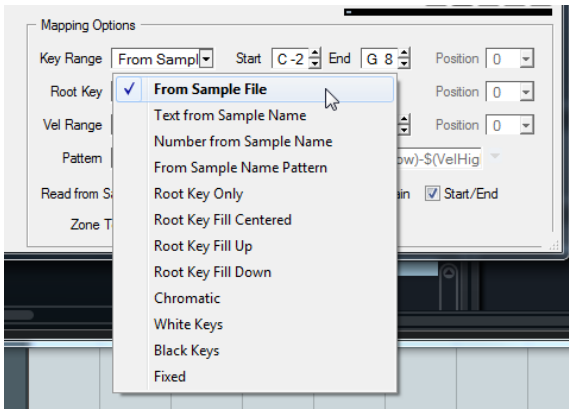 Mapping Options
Key Range From Sampl Start C -2 End G 8 Position 0
Root Key Position 0
Vel Range Position 0
Pattern ow)-$(VelHig
Read from S ain Start/End
Zone T
From Sample File
Text from Sample Name
Number from Sample Name
From Sample Name Pattern
Root Key Only
Root Key Fill Centered
Root Key Fill Up
Root Key Fill Down
Chromatic
White Keys
Black Keys
Fixed